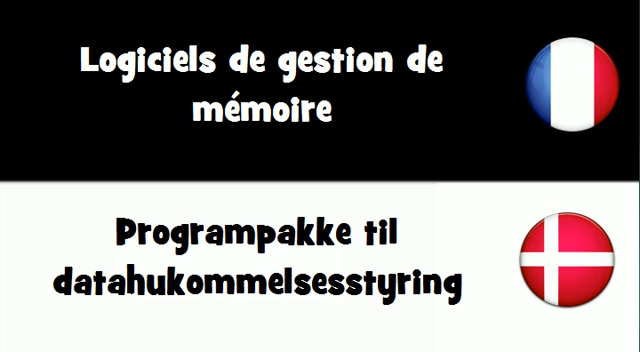 Logiciels de gestion de
mémoire
Programpakke til
datahukommelsesstyring